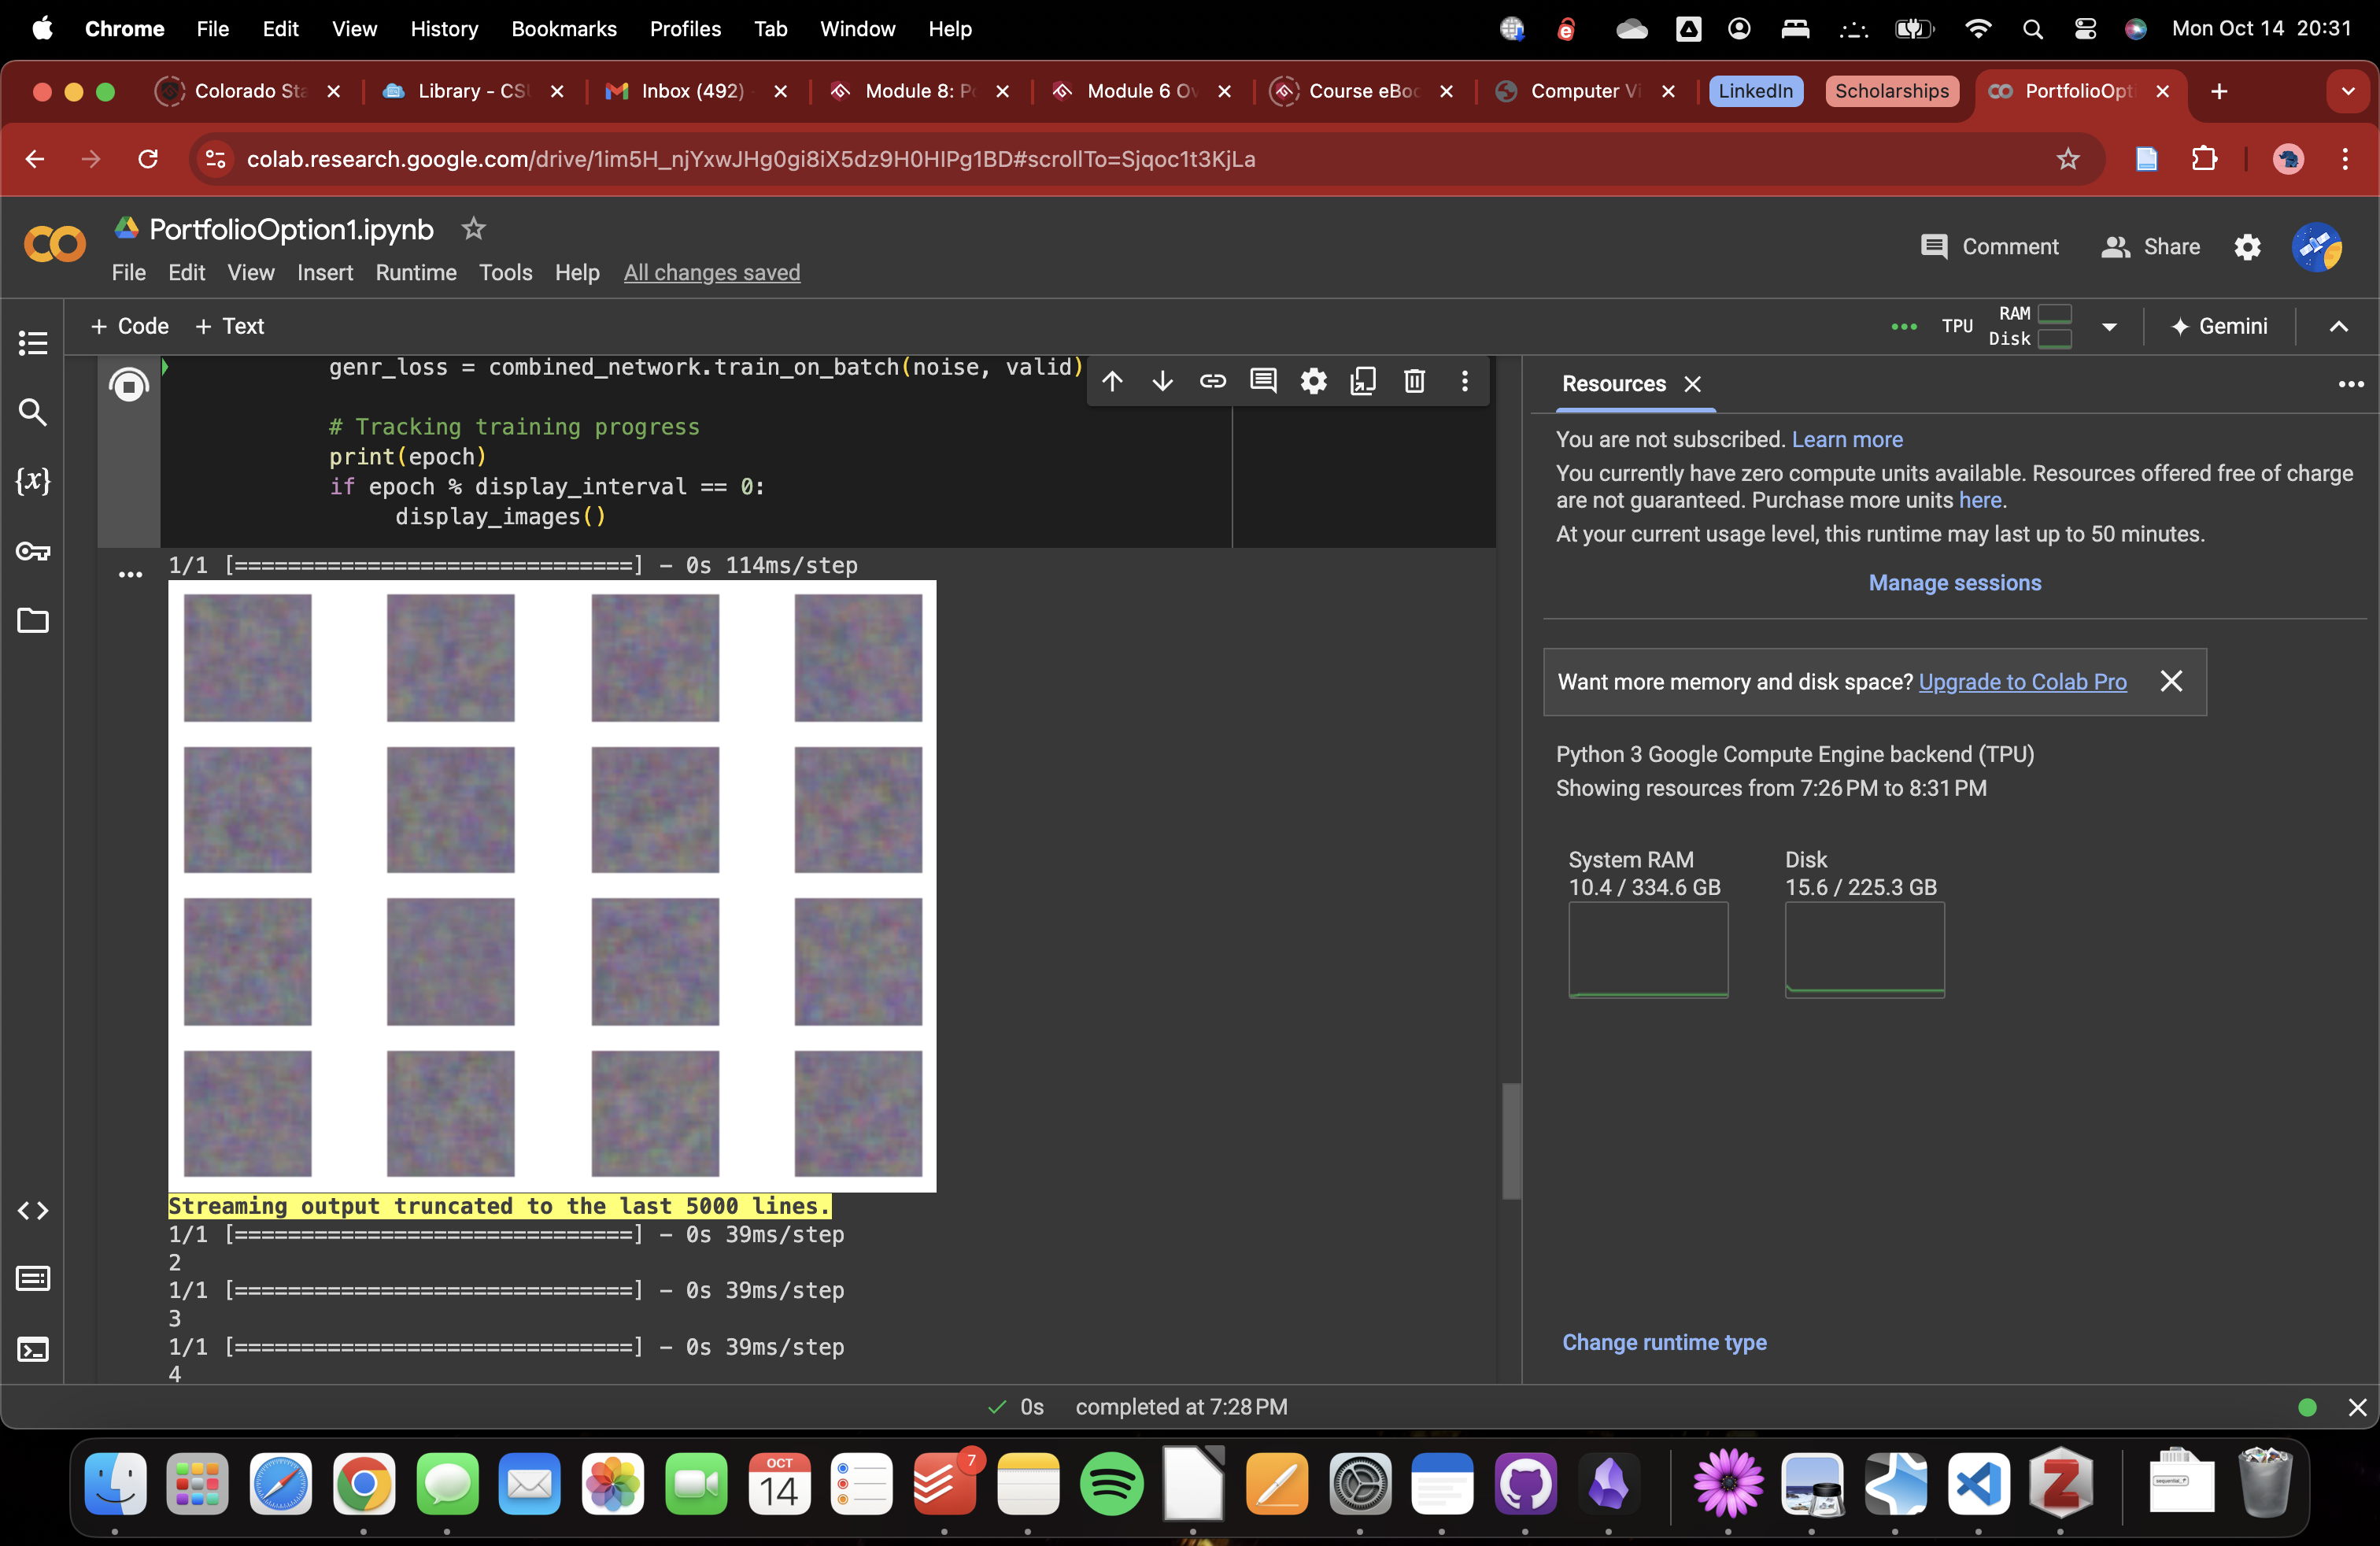 Chrome File Edit View History Bookmarks Profiles Tab Window Help Mon Oct 14 20:31
Colorado Sta Library - CS Inbox (492) Module 8: P Module 6 Ov Course eBoo Computer Vi LinkedIn Scholarships PortfolioOpt
colab.research.google.com/drive/1im5H_njYxwJHg0gi8iX5dz9H0HIPg1BD#scrollTo=Sjqoc1t3KjLa
PortfolioOption1.ipynb
Comment Share
File Edit View Insert Runtime Tools Help All changes saved
+ Code + Text
TPU RAM
Disk
Gemini
genr_loss = combined_network.train_on_batch(noise, valid)
# Tracking training progress
print(epoch)
if epoch % display_interval == 0:
display_images()
1/1 [==============================] - 0s 114ms/step
Streaming output truncated to the last 5000 lines.
1/1 [==============================] - 0s 39ms/step
2
1/1 [==============================] - 0s 39ms/step
3
1/1 [==============================] - 0s 39ms/step
4
Resources
You are not subscribed. Learn more
You currently have zero compute units available. Resources offered free of charge
are not guaranteed. Purchase more units here.
At your current usage level, this runtime may last up to 50 minutes.
Manage sessions
Want more memory and disk space? Upgrade to Colab Pro
Python 3 Google Compute Engine backend (TPU)
Showing resources from 7:26 PM to 8:31 PM
System RAM
10.4 / 334.6 GB
Disk
15.6 / 225.3 GB
Change runtime type
0s completed at 7:28 PM
OCT
14
7